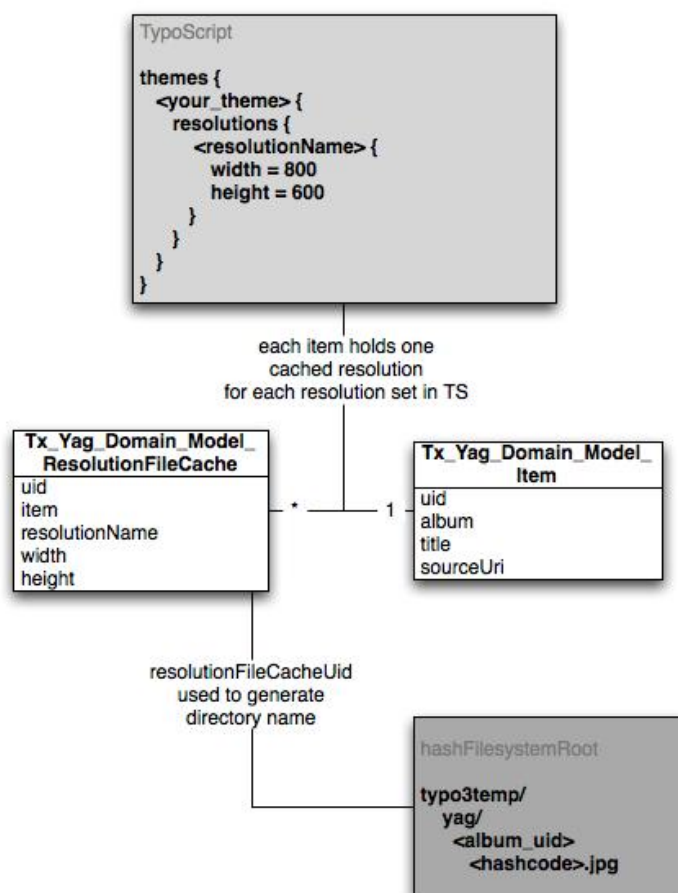 TypoScript
themes {
<your_theme> {
resolutions {
<resolutionName> {
width = 800
height = 600
}
}
}
}
each item holds one
cached resolution
for each resolution set in TS
Tx_Yag_Domain_Model_
ResolutionFileCache
uid
item
resolutionName
width
height
*
1
Tx_Yag_Domain_Model_
Item
uid
album
title
sourceUri
resolutionFileCacheUid
used to generate
directory name
hashFilesystemRoot
typo3temp/
yag/
<album_uid>
<hashcode>.jpg